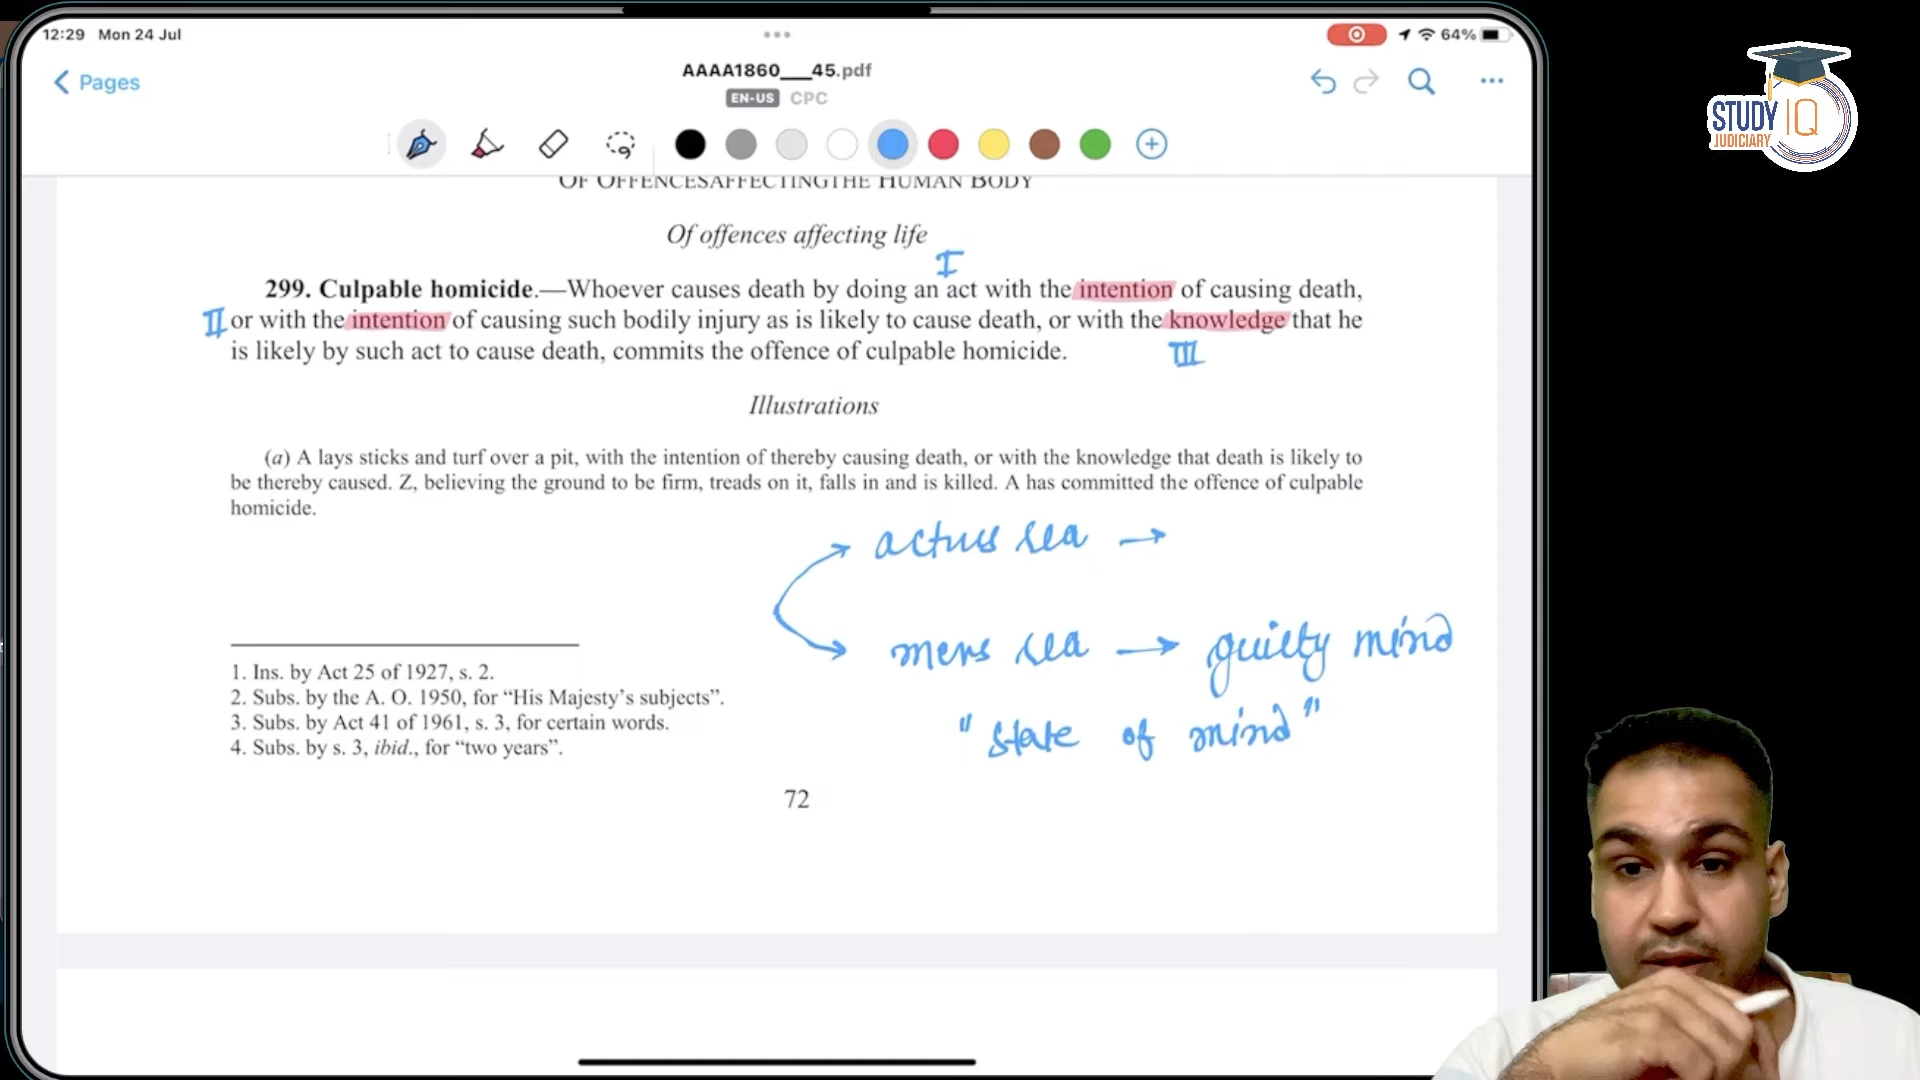 12:29 Mon 24 Jul
64%
Pages
AAAA1860___45.pdf
EN-US CPC
STUDY IQ
JUDICIARY
OF OFFENCESAFFECTINGTHE HUMAN BODY
Of offences affecting life
I
299. Culpable homicide.—Whoever causes death by doing an act with the intention of causing death,
II or with the intention of causing such bodily injury as is likely to cause death, or with the knowledge that he
is likely by such act to cause death, commits the offence of culpable homicide.
III
Illustrations
(a) A lays sticks and turf over a pit, with the intention of thereby causing death, or with the knowledge that death is likely to
be thereby caused. Z, believing the ground to be firm, treads on it, falls in and is killed. A has committed the offence of culpable
homicide.
actus rea →
mens rea → guilty mind
"state of mind"
1. Ins. by Act 25 of 1927, s. 2.
2. Subs. by the A. O. 1950, for “His Majesty’s subjects”.
3. Subs. by Act 41 of 1961, s. 3, for certain words.
4. Subs. by s. 3, ibid., for “two years”.
72